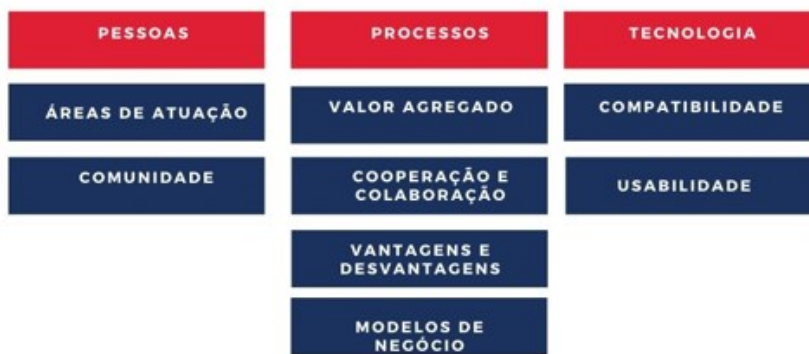 PESSOAS
ÁREAS DE ATUAÇÃO
COMUNIDADE
PROCESSOS
VALOR AGREGADO
COOPERAÇÃO E
COLABORAÇÃO
VANTAGENS E
DESVANTAGENS
MODELOS DE
NEGÓCIO
TECNOLOGIA
COMPATIBILIDADE
USABILIDADE